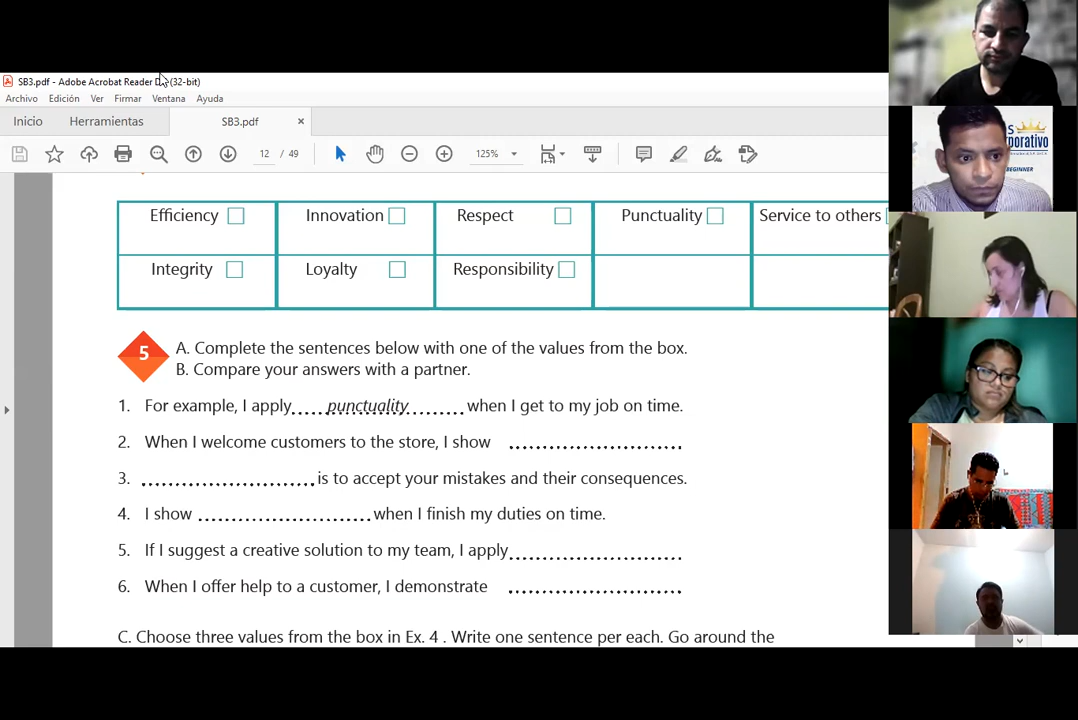 SB3.pdf - Adobe Acrobat Reader DC (32-bit)
Archivo Edición Ver Firmar Ventana Ayuda
Inicio Herramientas SB3.pdf ×
12 / 49 125%
Efficiency Innovation Respect Punctuality Service to others
Integrity Loyalty Responsibility
5
A. Complete the sentences below with one of the values from the box.
B. Compare your answers with a partner.
1. For example, I apply.....punctuality.........when I get to my job on time.
2. When I welcome customers to the store, I show ..............................
3. ..............................is to accept your mistakes and their consequences.
4. I show ..............................when I finish my duties on time.
5. If I suggest a creative solution to my team, I apply..............................
6. When I offer help to a customer, I demonstrate ..............................
C. Choose three values from the box in Ex. 4 . Write one sentence per each. Go around the